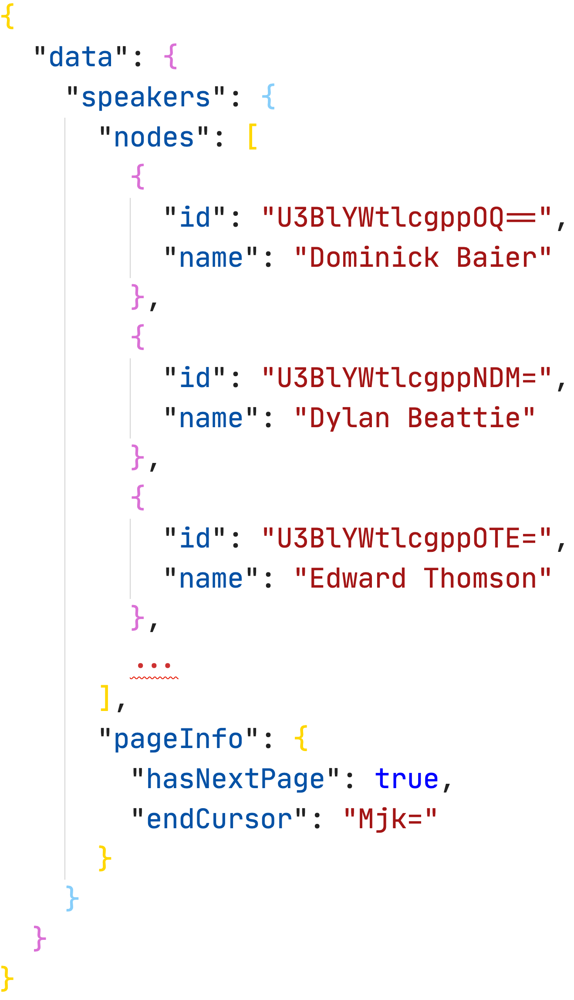 {
  "data": {
    "speakers": {
      "nodes": [
        {
          "id": "U3BlYWtlcgppOQ==",
          "name": "Dominick Baier"
        },
        {
          "id": "U3BlYWtlcgppNDM=",
          "name": "Dylan Beattie"
        },
        {
          "id": "U3BlYWtlcgppOTE=",
          "name": "Edward Thomson"
        },
        ...
      ],
      "pageInfo": {
        "hasNextPage": true,
        "endCursor": "Mjk="
      }
    }
  }
}